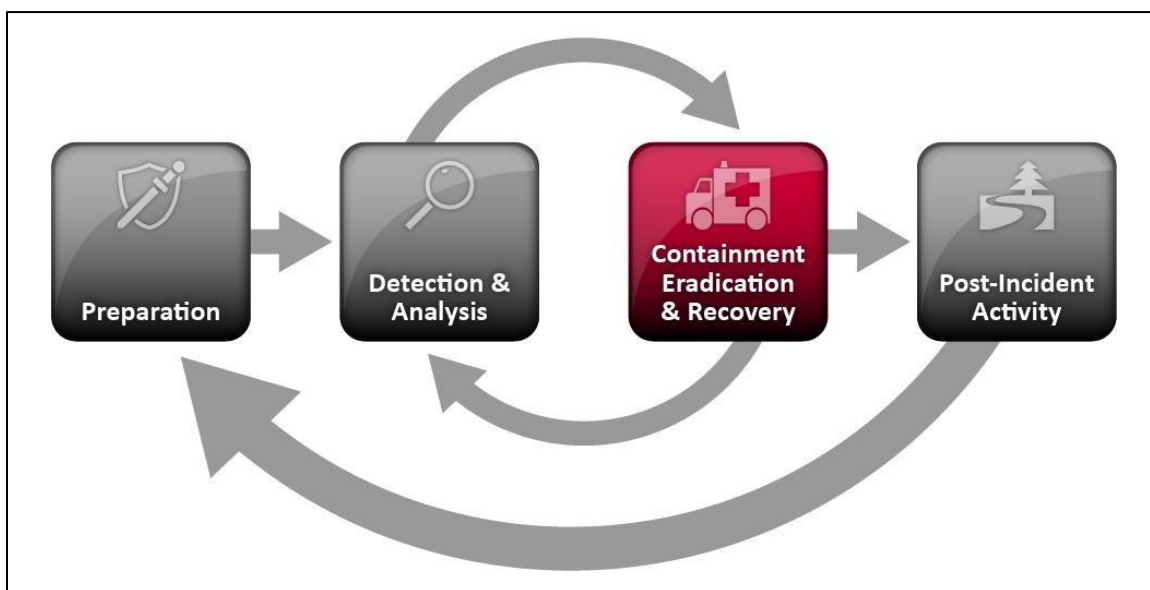 Preparation
Detection &
Analysis
Containment
Eradication
& Recovery
Post-Incident
Activity